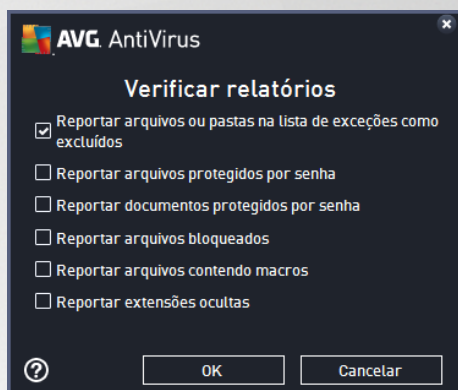 AVG. AntiVirus
Verificar relatórios
Reportar arquivos ou pastas na lista de exceções como
excluídos
Reportar arquivos protegidos por senha
Reportar documentos protegidos por senha
Reportar arquivos bloqueados
Reportar arquivos contendo macros
Reportar extensões ocultas
?
OK
Cancelar